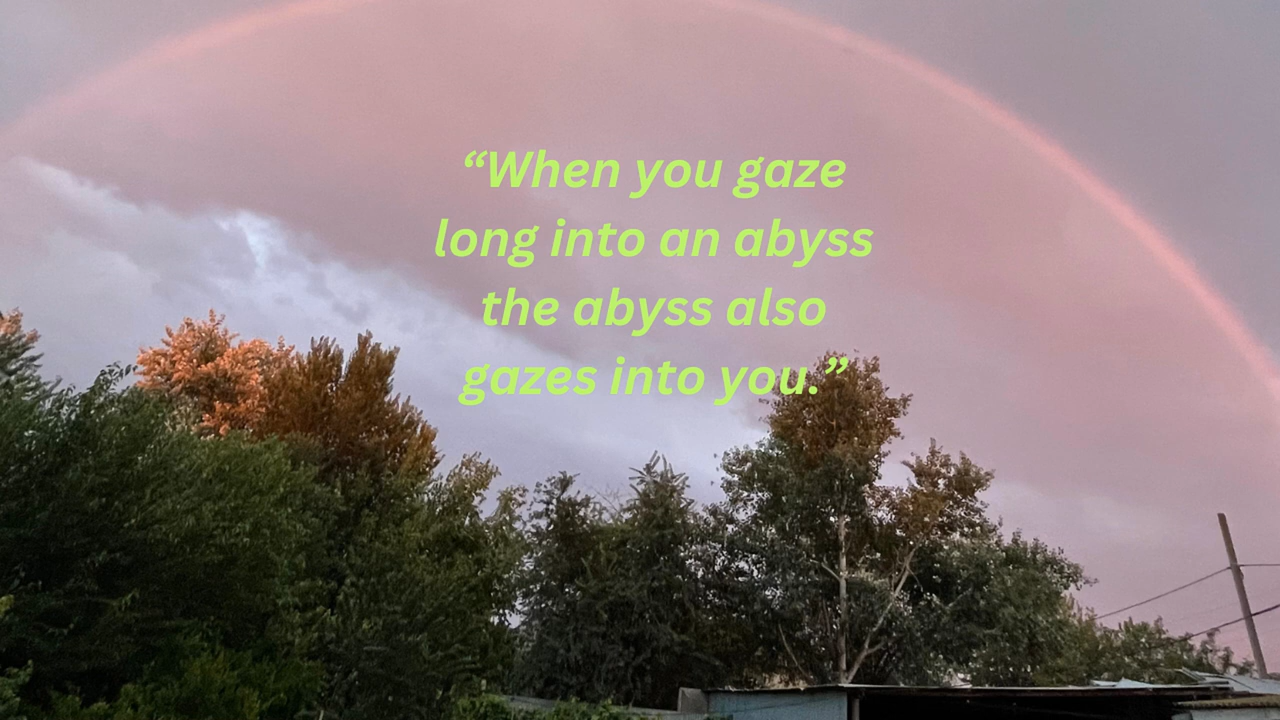 “When you gaze
long into an abyss
the abyss also
gazes into you.”